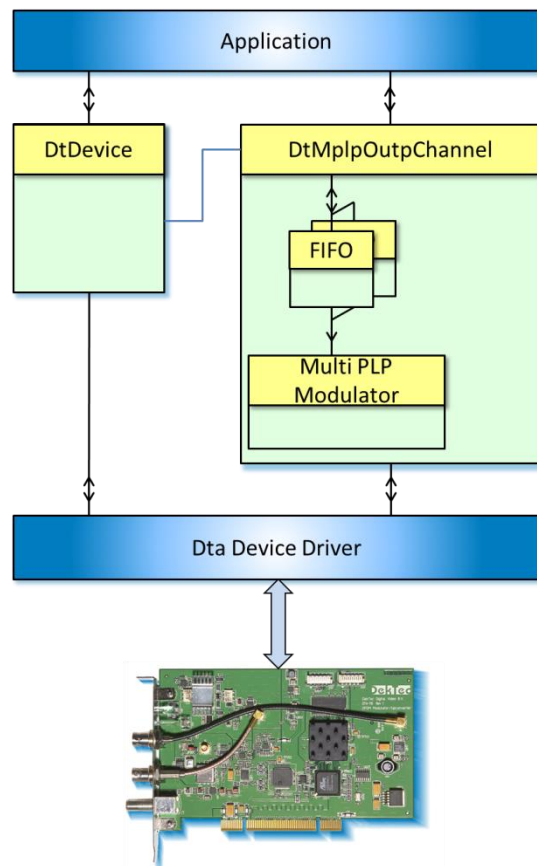 Application
DtDevice
DtMplpOutpChannel
FIFO
Multi PLP
Modulator
Dta Device Driver
DekTec